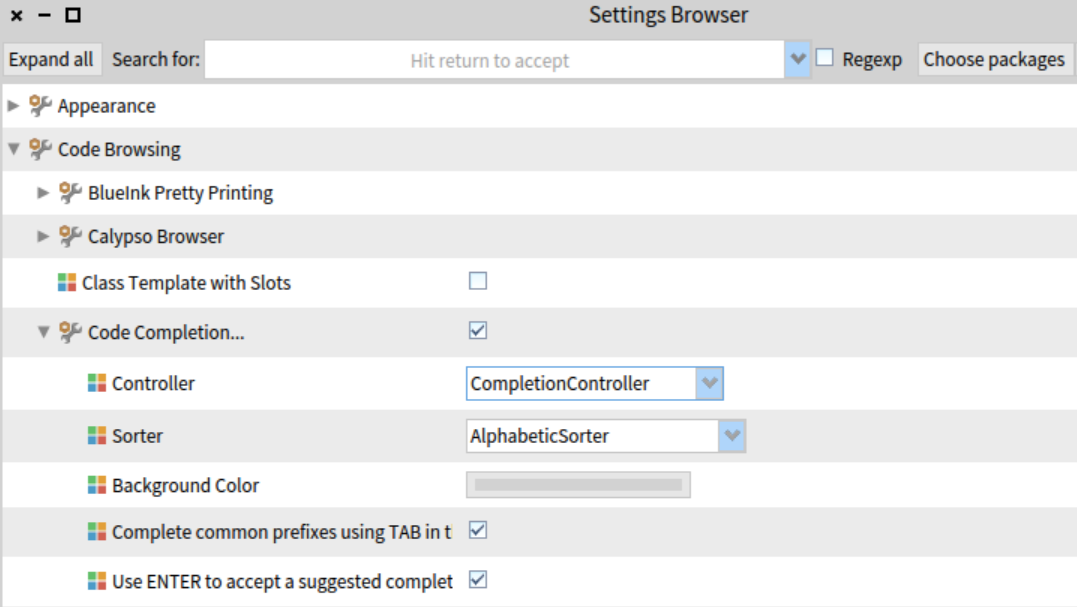 Settings Browser
Expand all Search for: Hit return to accept Regexp Choose packages
Appearance
Code Browsing
BlueInk Pretty Printing
Calypso Browser
Class Template with Slots
Code Completion...
Controller CompletionController
Sorter AlphabeticSorter
Background Color
Complete common prefixes using TAB in t
Use ENTER to accept a suggested complet